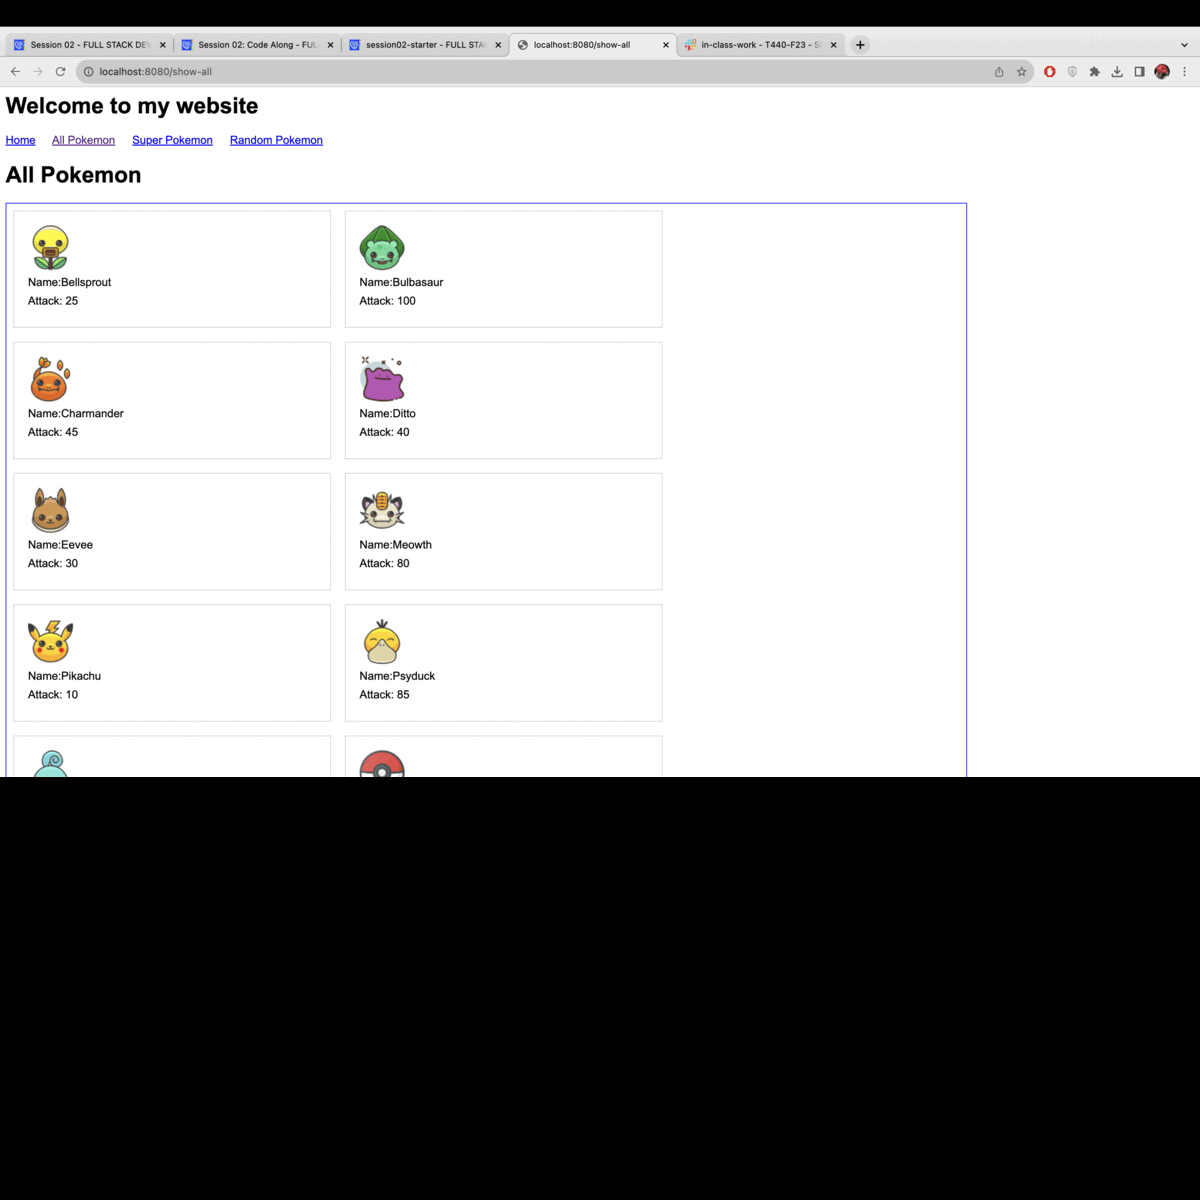 Session 02 - FULL STACK DE
Session 02: Code Along - FUL
session02-starter - FULL STA
localhost:8080/show-all
in-class-work - T440-F23 - S
localhost:8080/show-all
Welcome to my website
Home All Pokemon Super Pokemon Random Pokemon
All Pokemon
Name:Bellsprout
Attack: 25
Name:Bulbasaur
Attack: 100
Name:Charmander
Attack: 45
Name:Ditto
Attack: 40
Name:Eevee
Attack: 30
Name:Meowth
Attack: 80
Name:Pikachu
Attack: 10
Name:Psyduck
Attack: 85